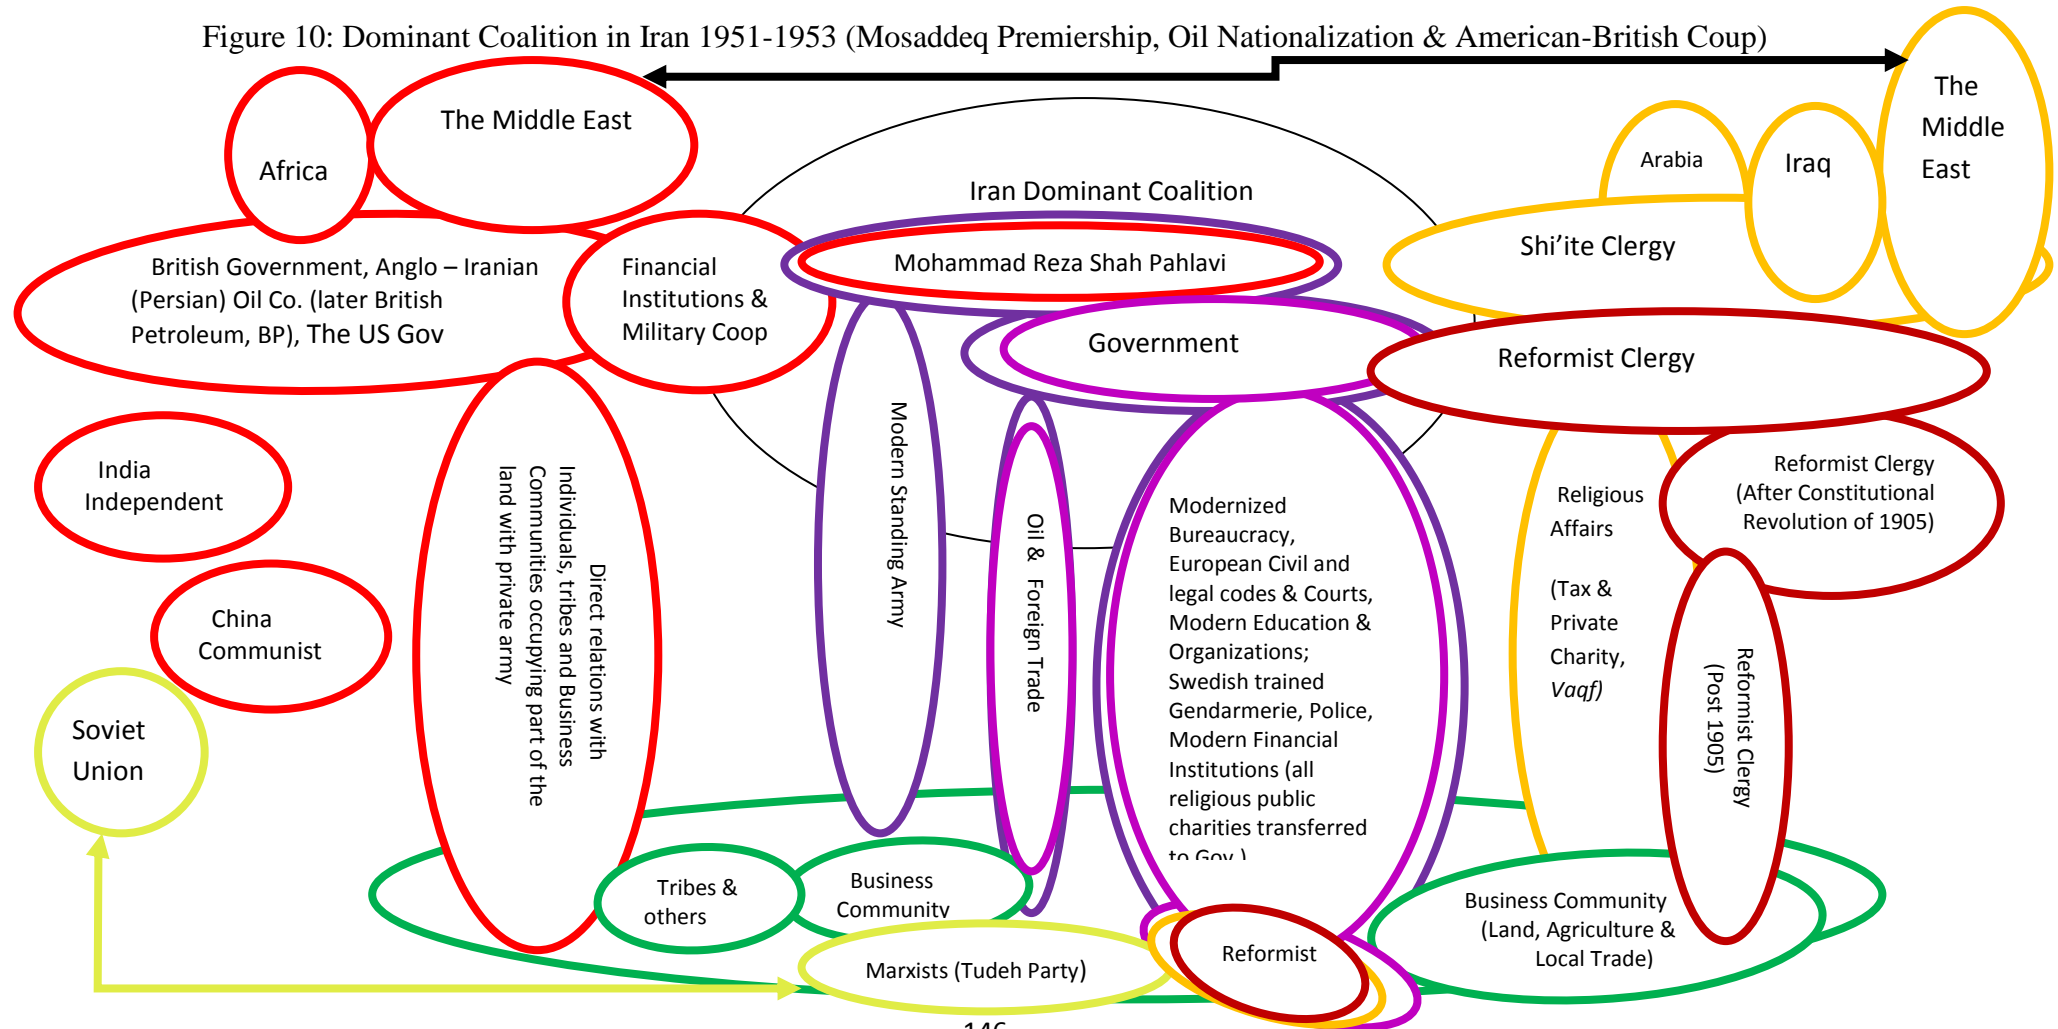 Figure 10: Dominant Coalition in Iran 1951-1953 (Mosaddeq Premiership, Oil Nationalization & American-British Coup)
Africa
The Middle East
Iran Dominant Coalition
Arabia
Iraq
The
Middle
East
British Government, Anglo – Iranian
(Persian) Oil Co. (later British
Petroleum, BP), The US Gov
Financial
Institutions &
Military Coop
Mohammad Reza Shah Pahlavi
Government
Shi'ite Clergy
Reformist Clergy
India
Independent
China
Communist
Soviet
Union
Direct relations with
Individuals, tribes and Business
Communities occupying part of the
land with private army
Modern Standing Army
Oil & Foreign Trade
Modernized
Bureaucracy,
European Civil and
legal codes & Courts,
Modern Education &
Organizations;
Swedish trained
Gendarmerie, Police,
Modern Financial
Institutions (all
religious public
charities transferred
to Gov.)
Religious
Affairs
(Tax &
Private
Charity,
Vaqf)
Reformist Clergy
(After Constitutional
Revolution of 1905)
Reformist Clergy
(Post 1905)
Tribes &
others
Business
Community
Marxists (Tudeh Party)
Reformist
Business Community
(Land, Agriculture &
Local Trade)
146